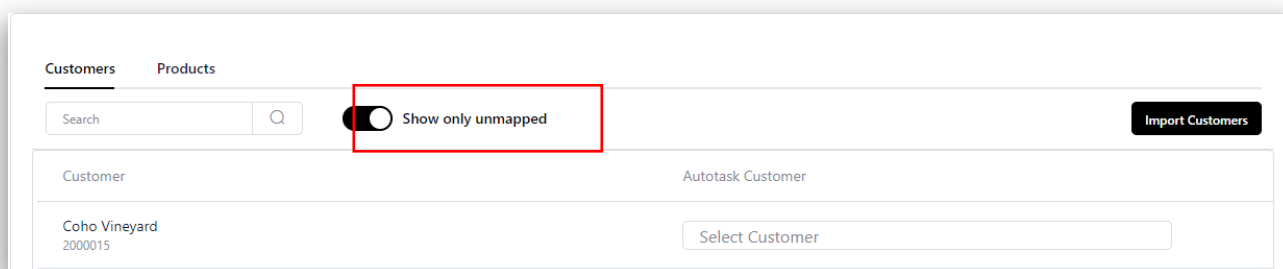 Customers Products
Search Show only unmapped Import Customers
Customer Autotask Customer
Coho Vineyard
2000015
Select Customer